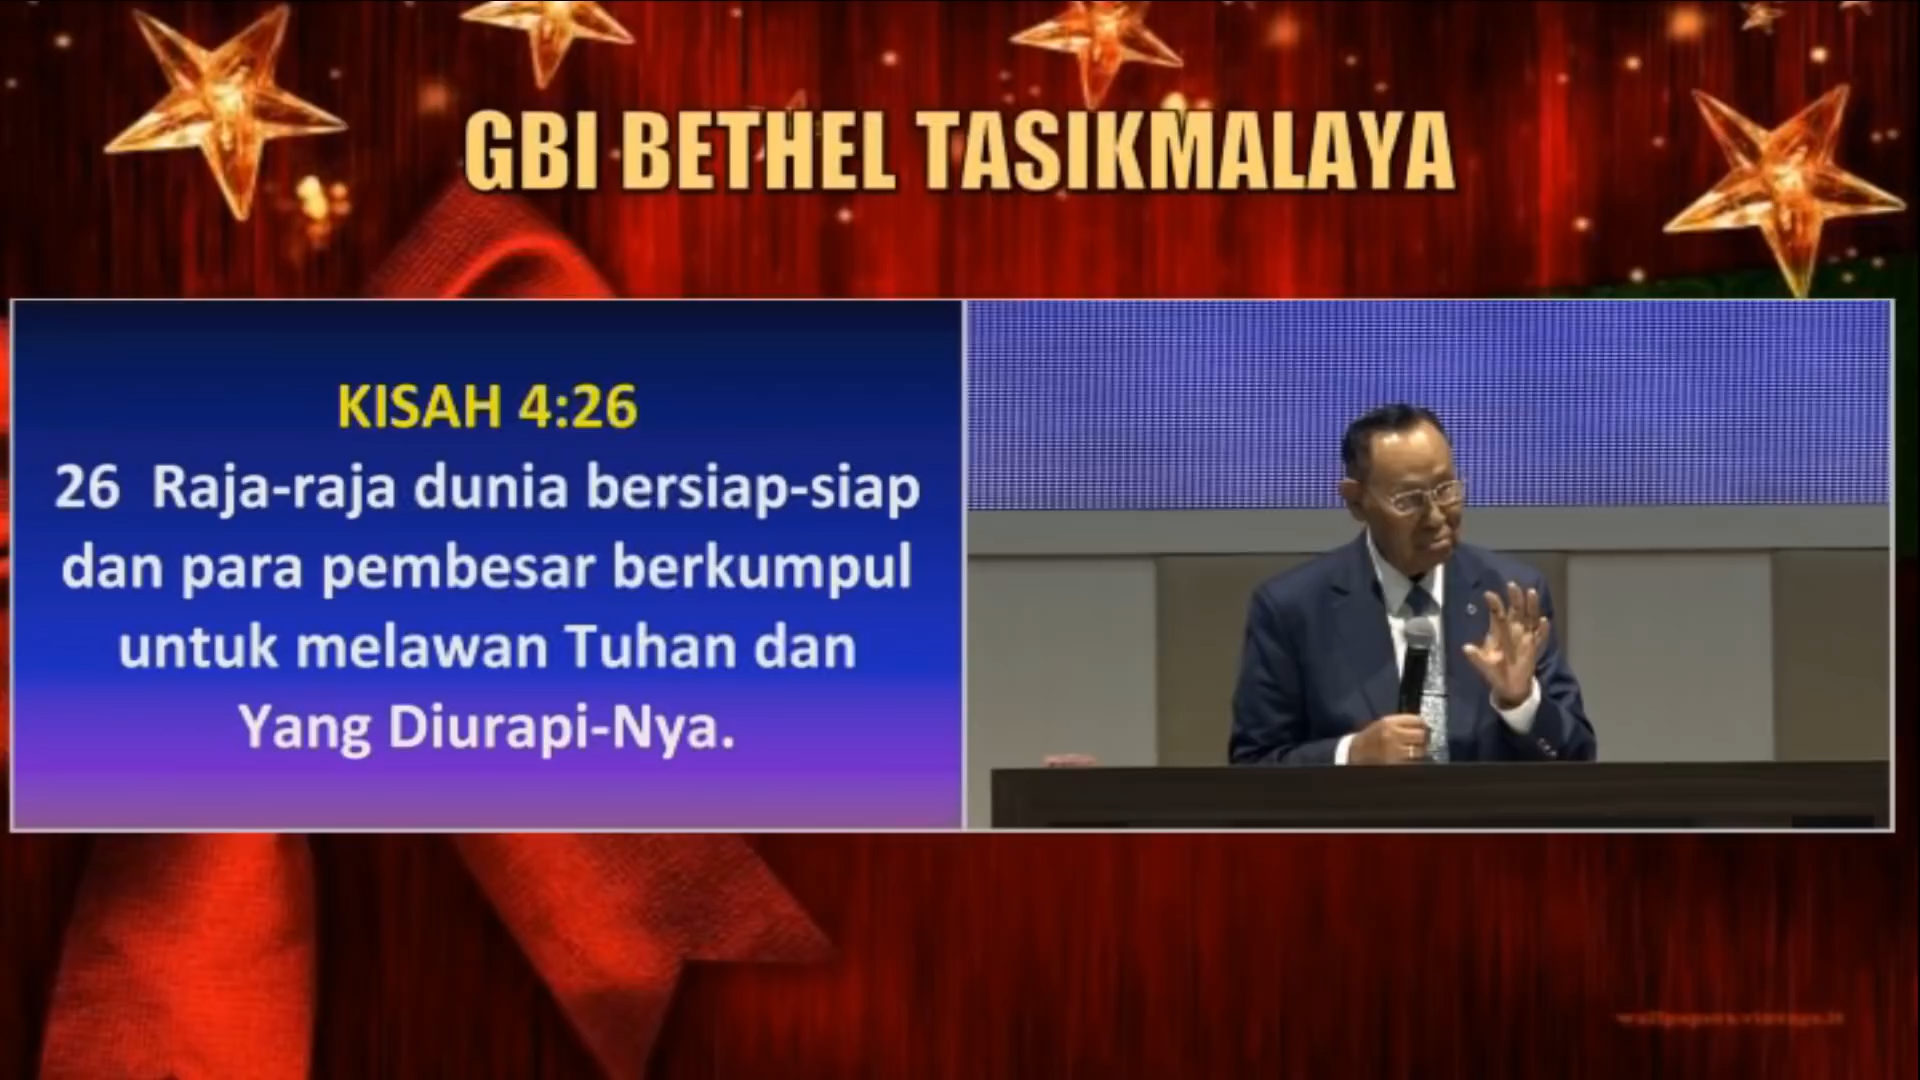 GBI BETHEL TASIKMALAYA
KISAH 4:26
26 Raja-raja dunia bersiap-siap
dan para pembesar berkumpul
untuk melawan Tuhan dan
Yang Diurapi-Nya.